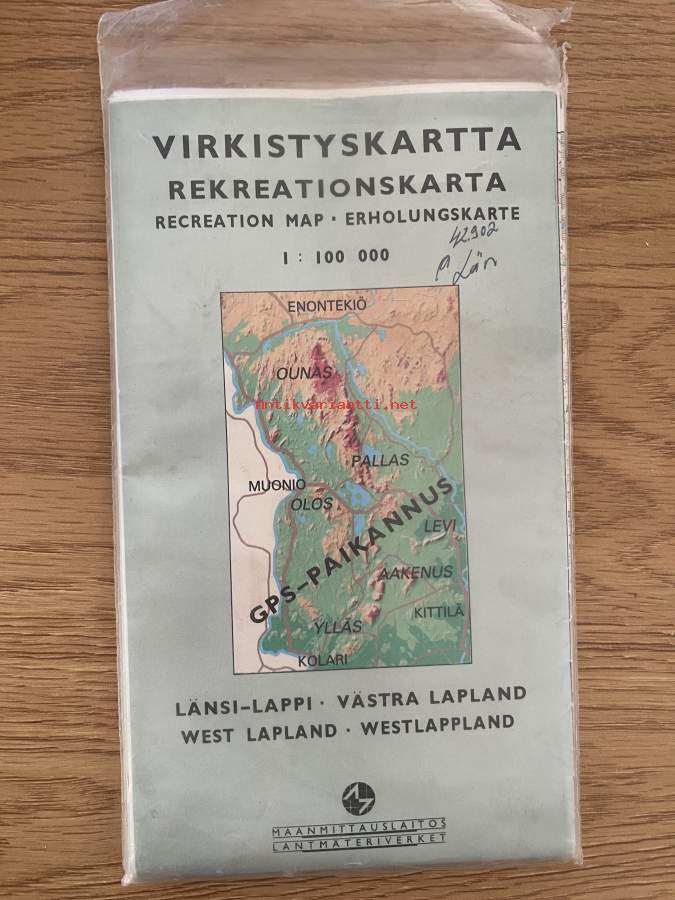 VIRKISTYSKARTTA
REKREATIONSKARTA
RECREATION MAP · ERHOLUNGSKARTE
42.902
1 : 100 000
ENONTEKIÖ
OUNAS
Antikvariaatti.net
PALLAS
MUONIO
OLOS
GPS-PAIKANNUS
LEVI
AAKENUS
KITTILÄ
YLLÄS
KOLARI
LÄNSI-LAPPI · VÄSTRA LAPLAND
WEST LAPLAND · WESTLAPPLAND
MAANMITTAUSLAITOS
LANTMÄTERIVERKET